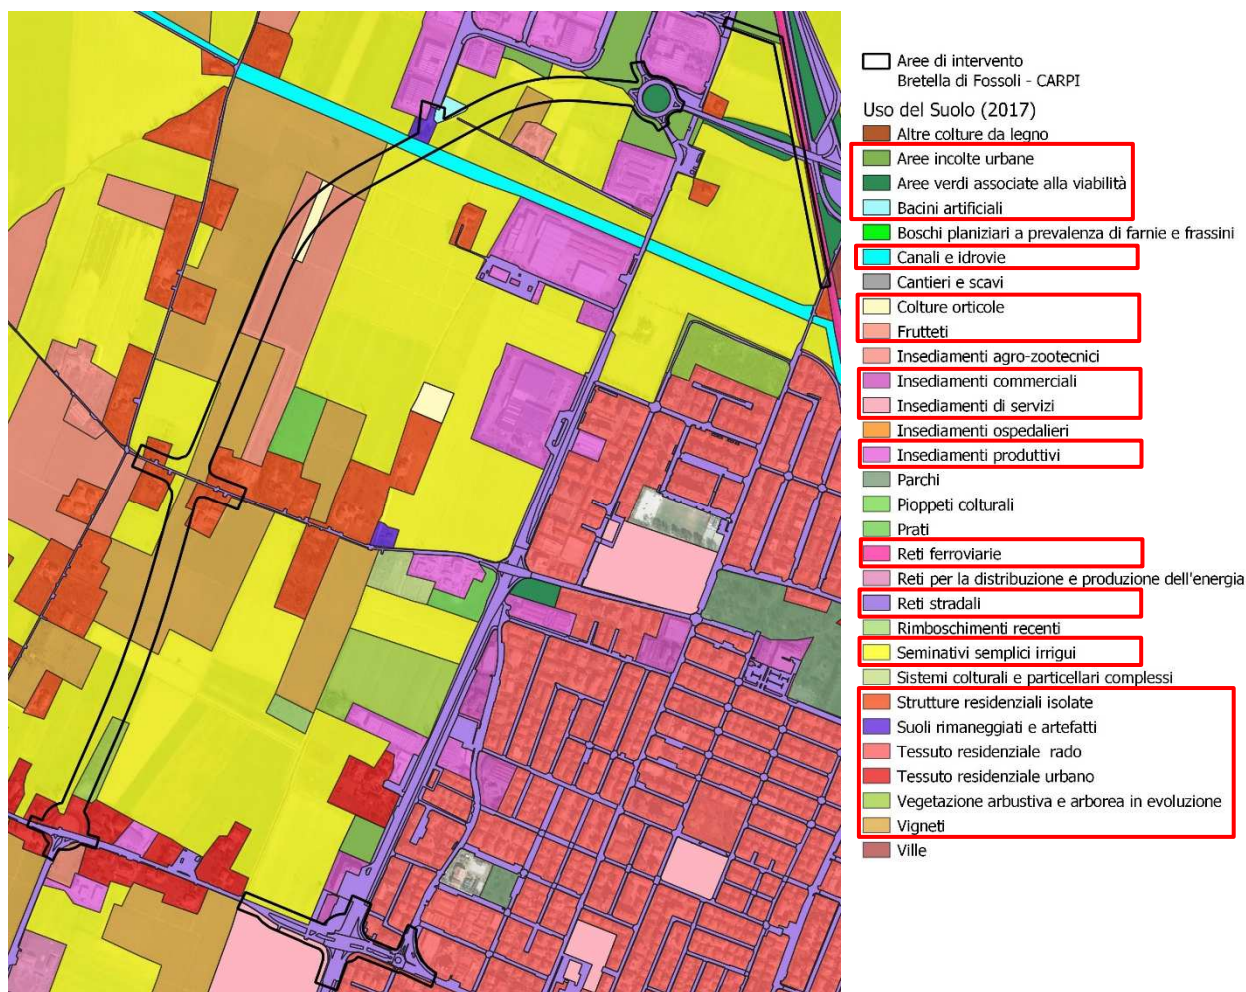 Aree di intervento
Bretella di Fossoli - CARPI
Uso del Suolo (2017)
Altre colture da legno
Aree incolte urbane
Aree verdi associate alla viabilità
Bacini artificiali
Boschi planiziari a prevalenza di farnie e frassini
Canali e idrovie
Cantieri e scavi
Colture orticole
Frutteti
Insediamenti agro-zootecnici
Insediamenti commerciali
Insediamenti di servizi
Insediamenti ospedalieri
Insediamenti produttivi
Parchi
Pioppeti colturali
Prati
Reti ferroviarie
Reti per la distribuzione e produzione dell'energia
Reti stradali
Rimboschimenti recenti
Seminativi semplici irrigui
Sistemi colturali e particellari complessi
Strutture residenziali isolate
Suoli rimaneggiati e artefatti
Tessuto residenziale rado
Tessuto residenziale urbano
Vegetazione arbustiva e arborea in evoluzione
Vigneti
Ville